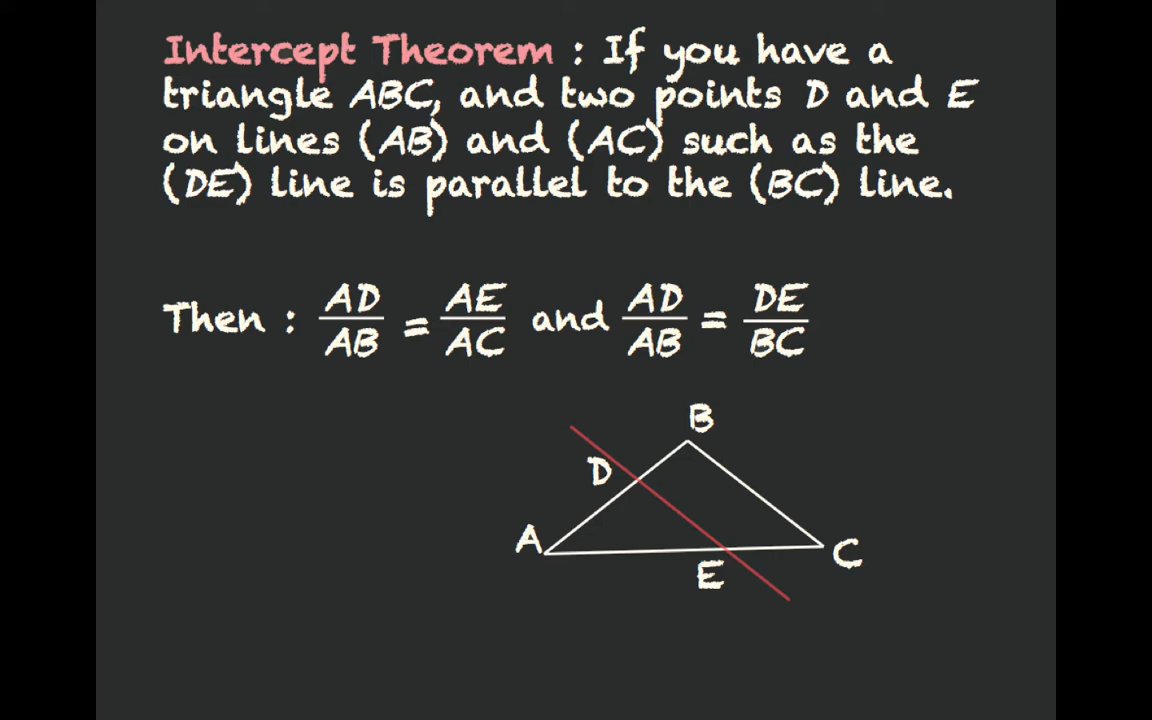 Intercept Theorem : If you have a
triangle ABC, and two points D and E
on lines (AB) and (AC) such as the
(DE) line is parallel to the (BC) line.
Then : AD/AB = AE/AC and AD/AB = DE/BC
B
D
A
C
E